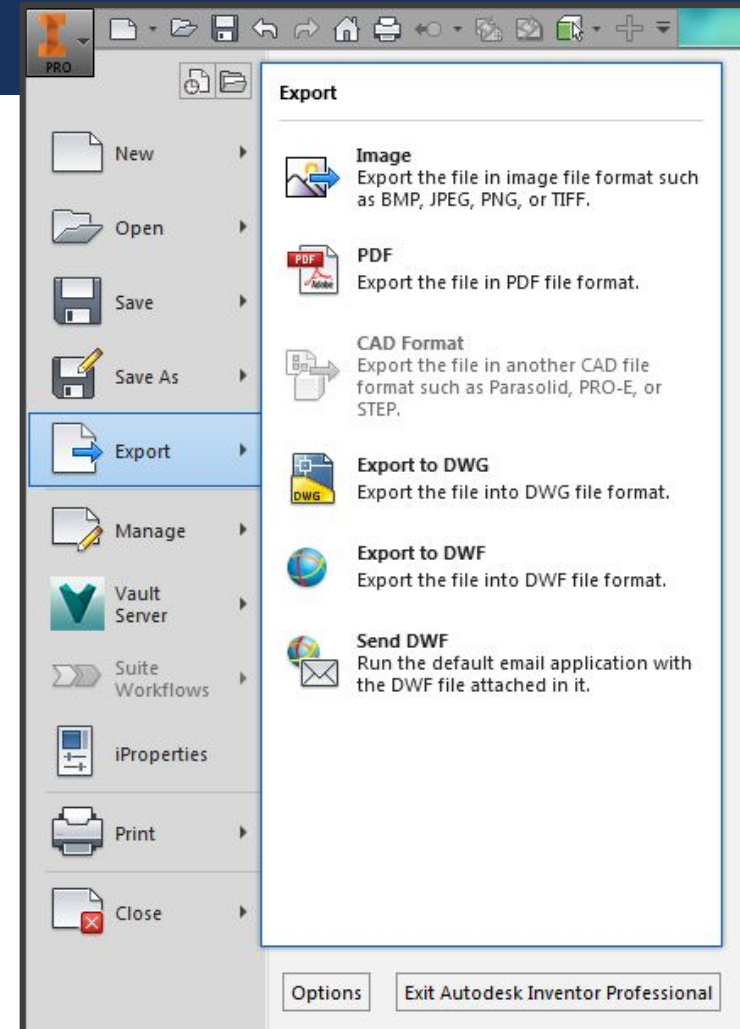 PRO
New
Open
Save
Save As
Export
Manage
Vault
Server
Suite
Workflows
iProperties
Print
Close
Export
Image
Export the file in image file format such
as BMP, JPEG, PNG, or TIFF.
PDF
Adobe
PDF
Export the file in PDF file format.
CAD Format
Export the file in another CAD file
format such as Parasolid, PRO-E, or
STEP.
DWG
Export to DWG
Export the file into DWG file format.
Export to DWF
Export the file into DWF file format.
Send DWF
Run the default email application with
the DWF file attached in it.
Options
Exit Autodesk Inventor Professional